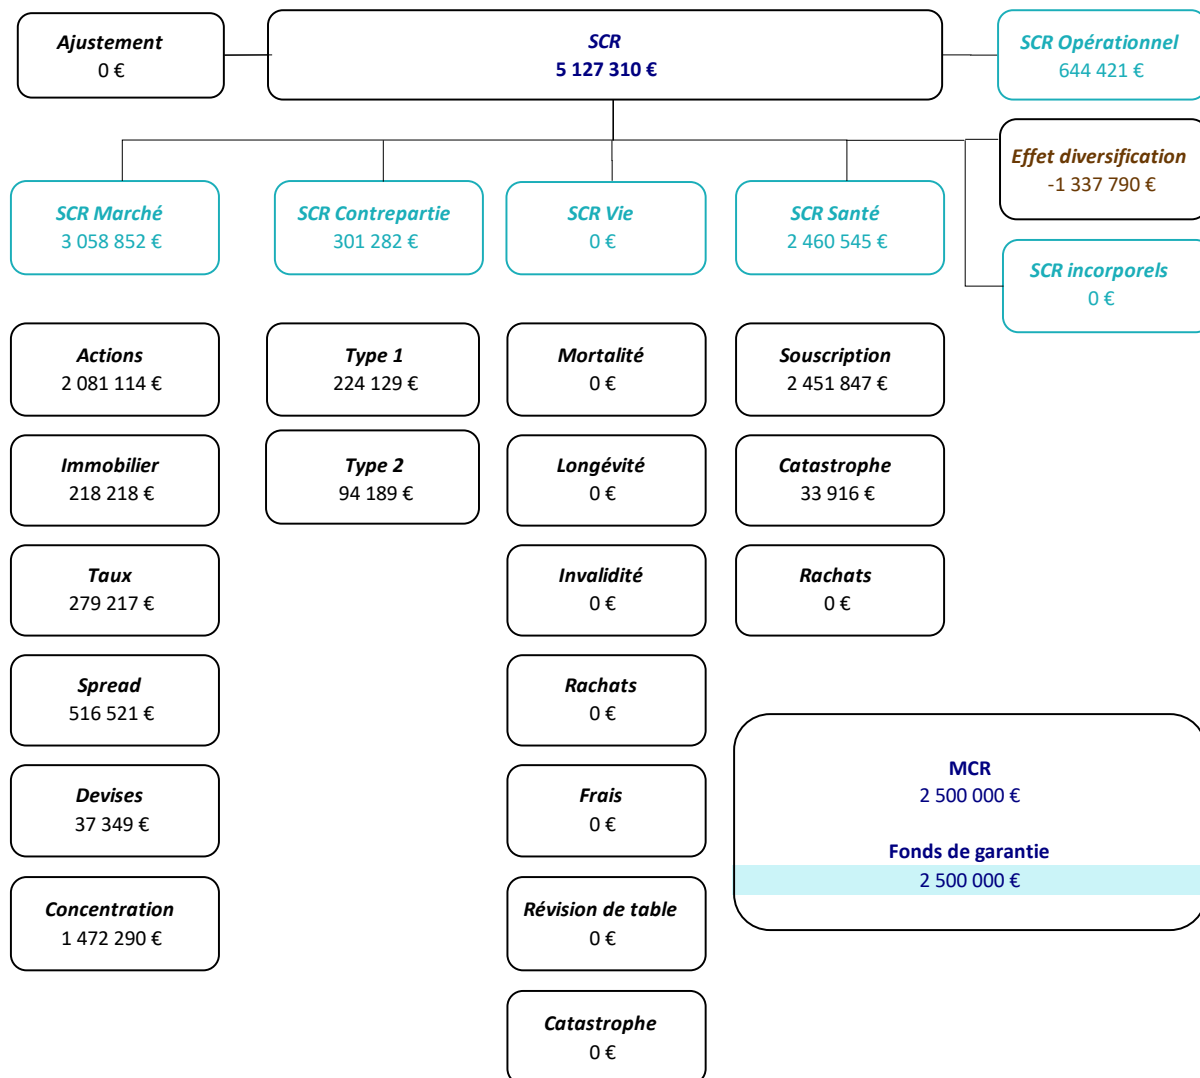 Ajustement
0 €
SCR
5 127 310 €
SCR Opérationnel
644 421 €
Effet diversification
-1 337 790 €
SCR Marché
3 058 852 €
SCR Contrepartie
301 282 €
SCR Vie
0 €
SCR Santé
2 460 545 €
SCR incorporels
0 €
Actions
2 081 114 €
Type 1
224 129 €
Mortalité
0 €
Souscription
2 451 847 €
Immobilier
218 218 €
Type 2
94 189 €
Longévité
0 €
Catastrophe
33 916 €
Taux
279 217 €
Invalidité
0 €
Rachats
0 €
Spread
516 521 €
Rachats
0 €
Devises
37 349 €
Frais
0 €
MCR
2 500 000 €
Fonds de garantie
2 500 000 €
Concentration
1 472 290 €
Révision de table
0 €
Catastrophe
0 €